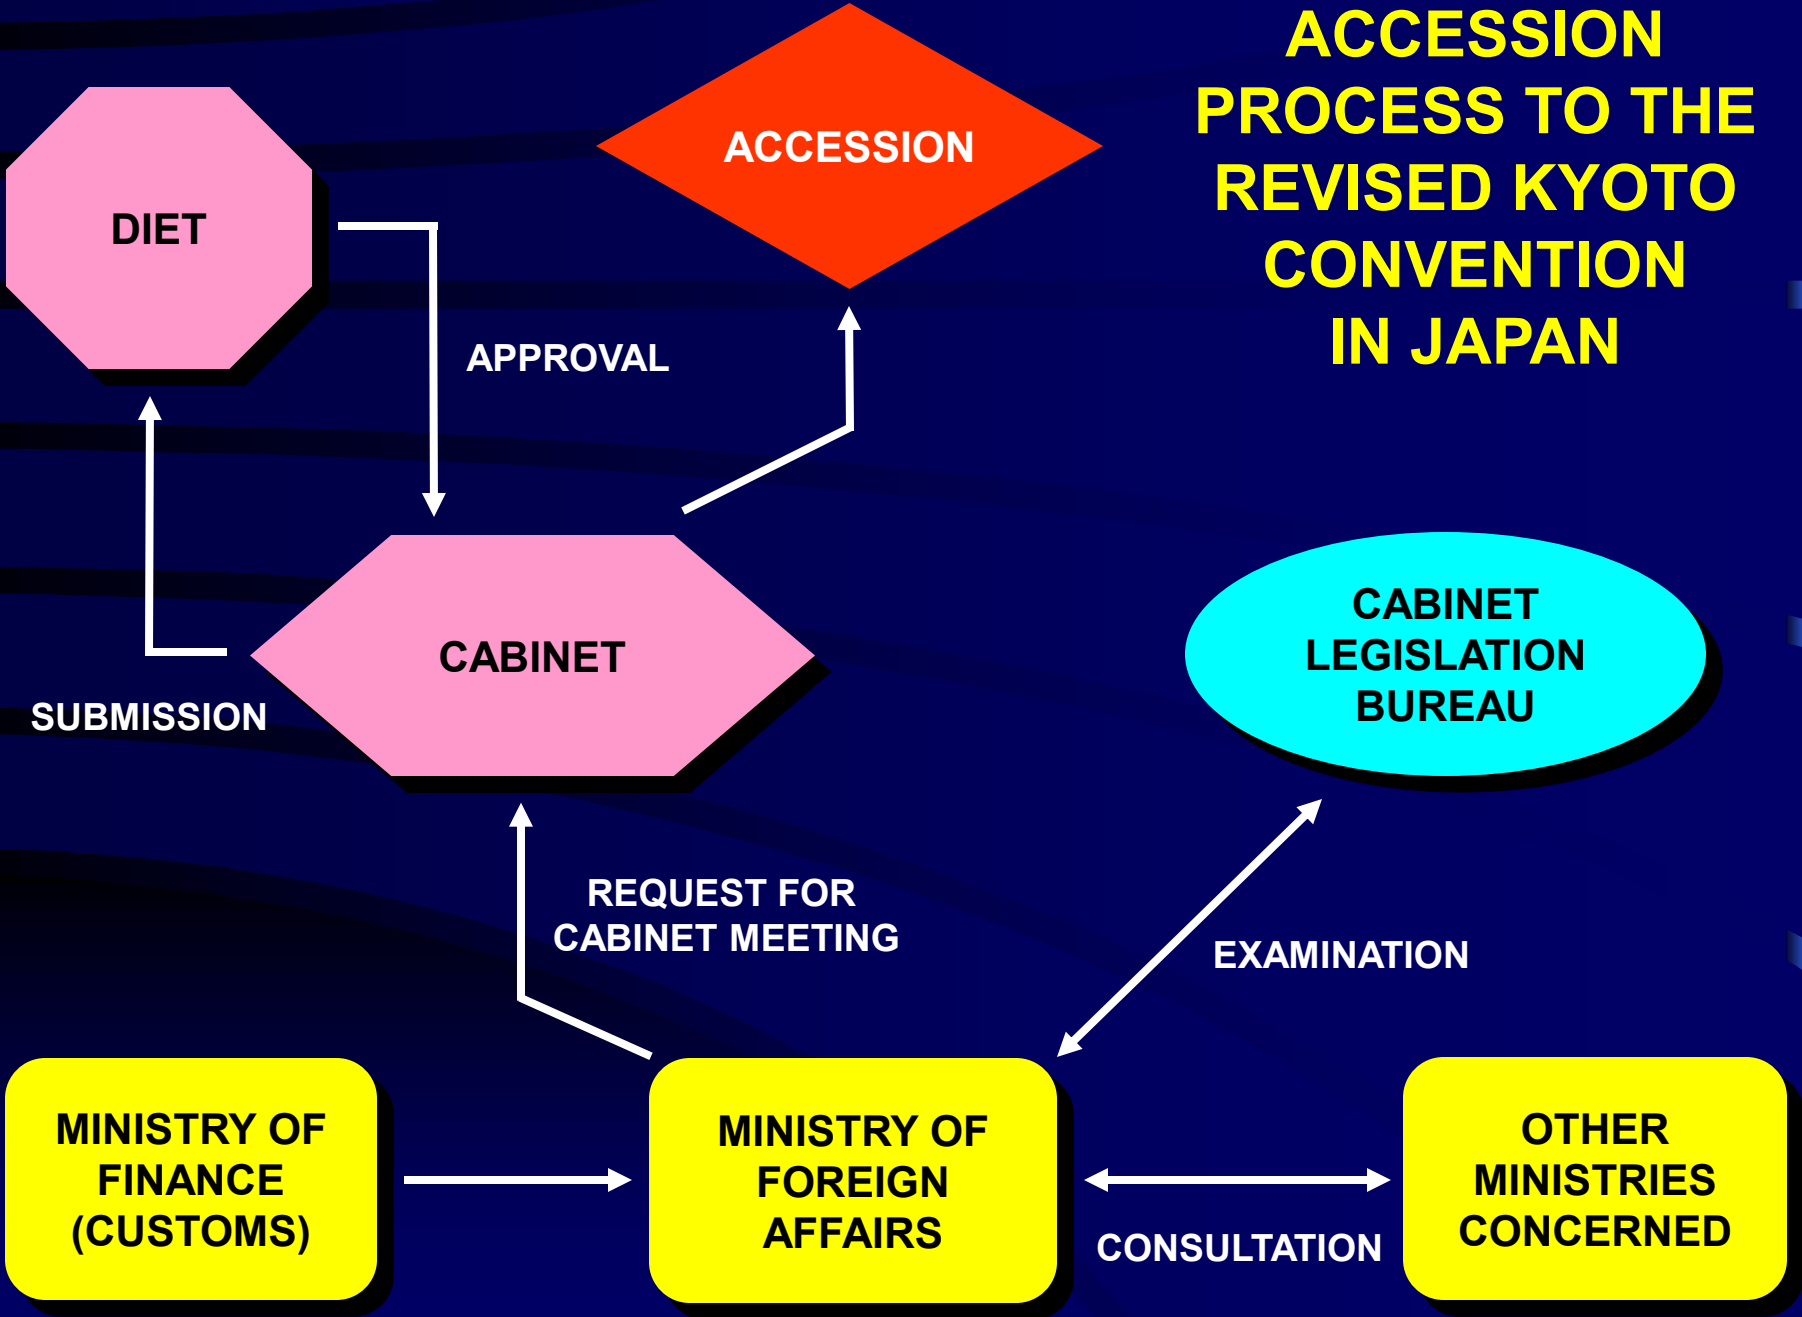 ACCESSION
PROCESS TO THE
REVISED KYOTO
CONVENTION
IN JAPAN
ACCESSION
DIET
APPROVAL
CABINET
SUBMISSION
CABINET
LEGISLATION
BUREAU
REQUEST FOR
CABINET MEETING
EXAMINATION
MINISTRY OF
FINANCE
(CUSTOMS)
MINISTRY OF
FOREIGN
AFFAIRS
CONSULTATION
OTHER
MINISTRIES
CONCERNED